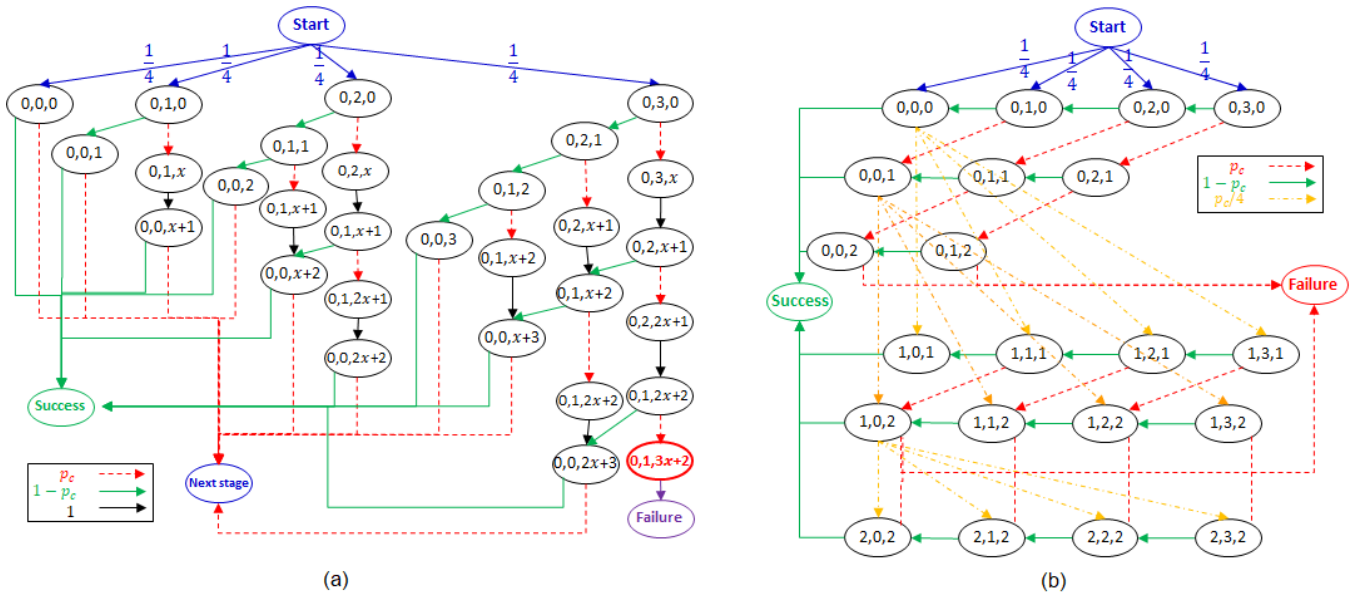 Start
1/4 1/4 1/4 1/4
0,0,0 0,1,0 0,2,0 0,3,0
0,0,1 0,1,1 0,2,1
0,1,x 0,0,2 0,2,x 0,1,2 0,3,x
0,0,x+1 0,1,x+1 0,1,x+1 0,0,3 0,2,x+1 0,2,x+1
0,0,x+2 0,1,x+2 0,1,x+2
0,1,2x+1 0,0,x+3 0,2,2x+1
0,0,2x+2
Success 0,1,2x+2 0,1,2x+2
0,0,2x+3 0,1,3x+2
p_c
1 − p_c
1
Next stage
Failure
(a)
Start
1/4 1/4 1/4 1/4
0,0,0 0,1,0 0,2,0 0,3,0
0,0,1 0,1,1 0,2,1
p_c
1 − p_c
p_c/4
0,0,2 0,1,2
Success Failure
1,0,1 1,1,1 1,2,1 1,3,1
1,0,2 1,1,2 1,2,2 1,3,2
2,0,2 2,1,2 2,2,2 2,3,2
(b)